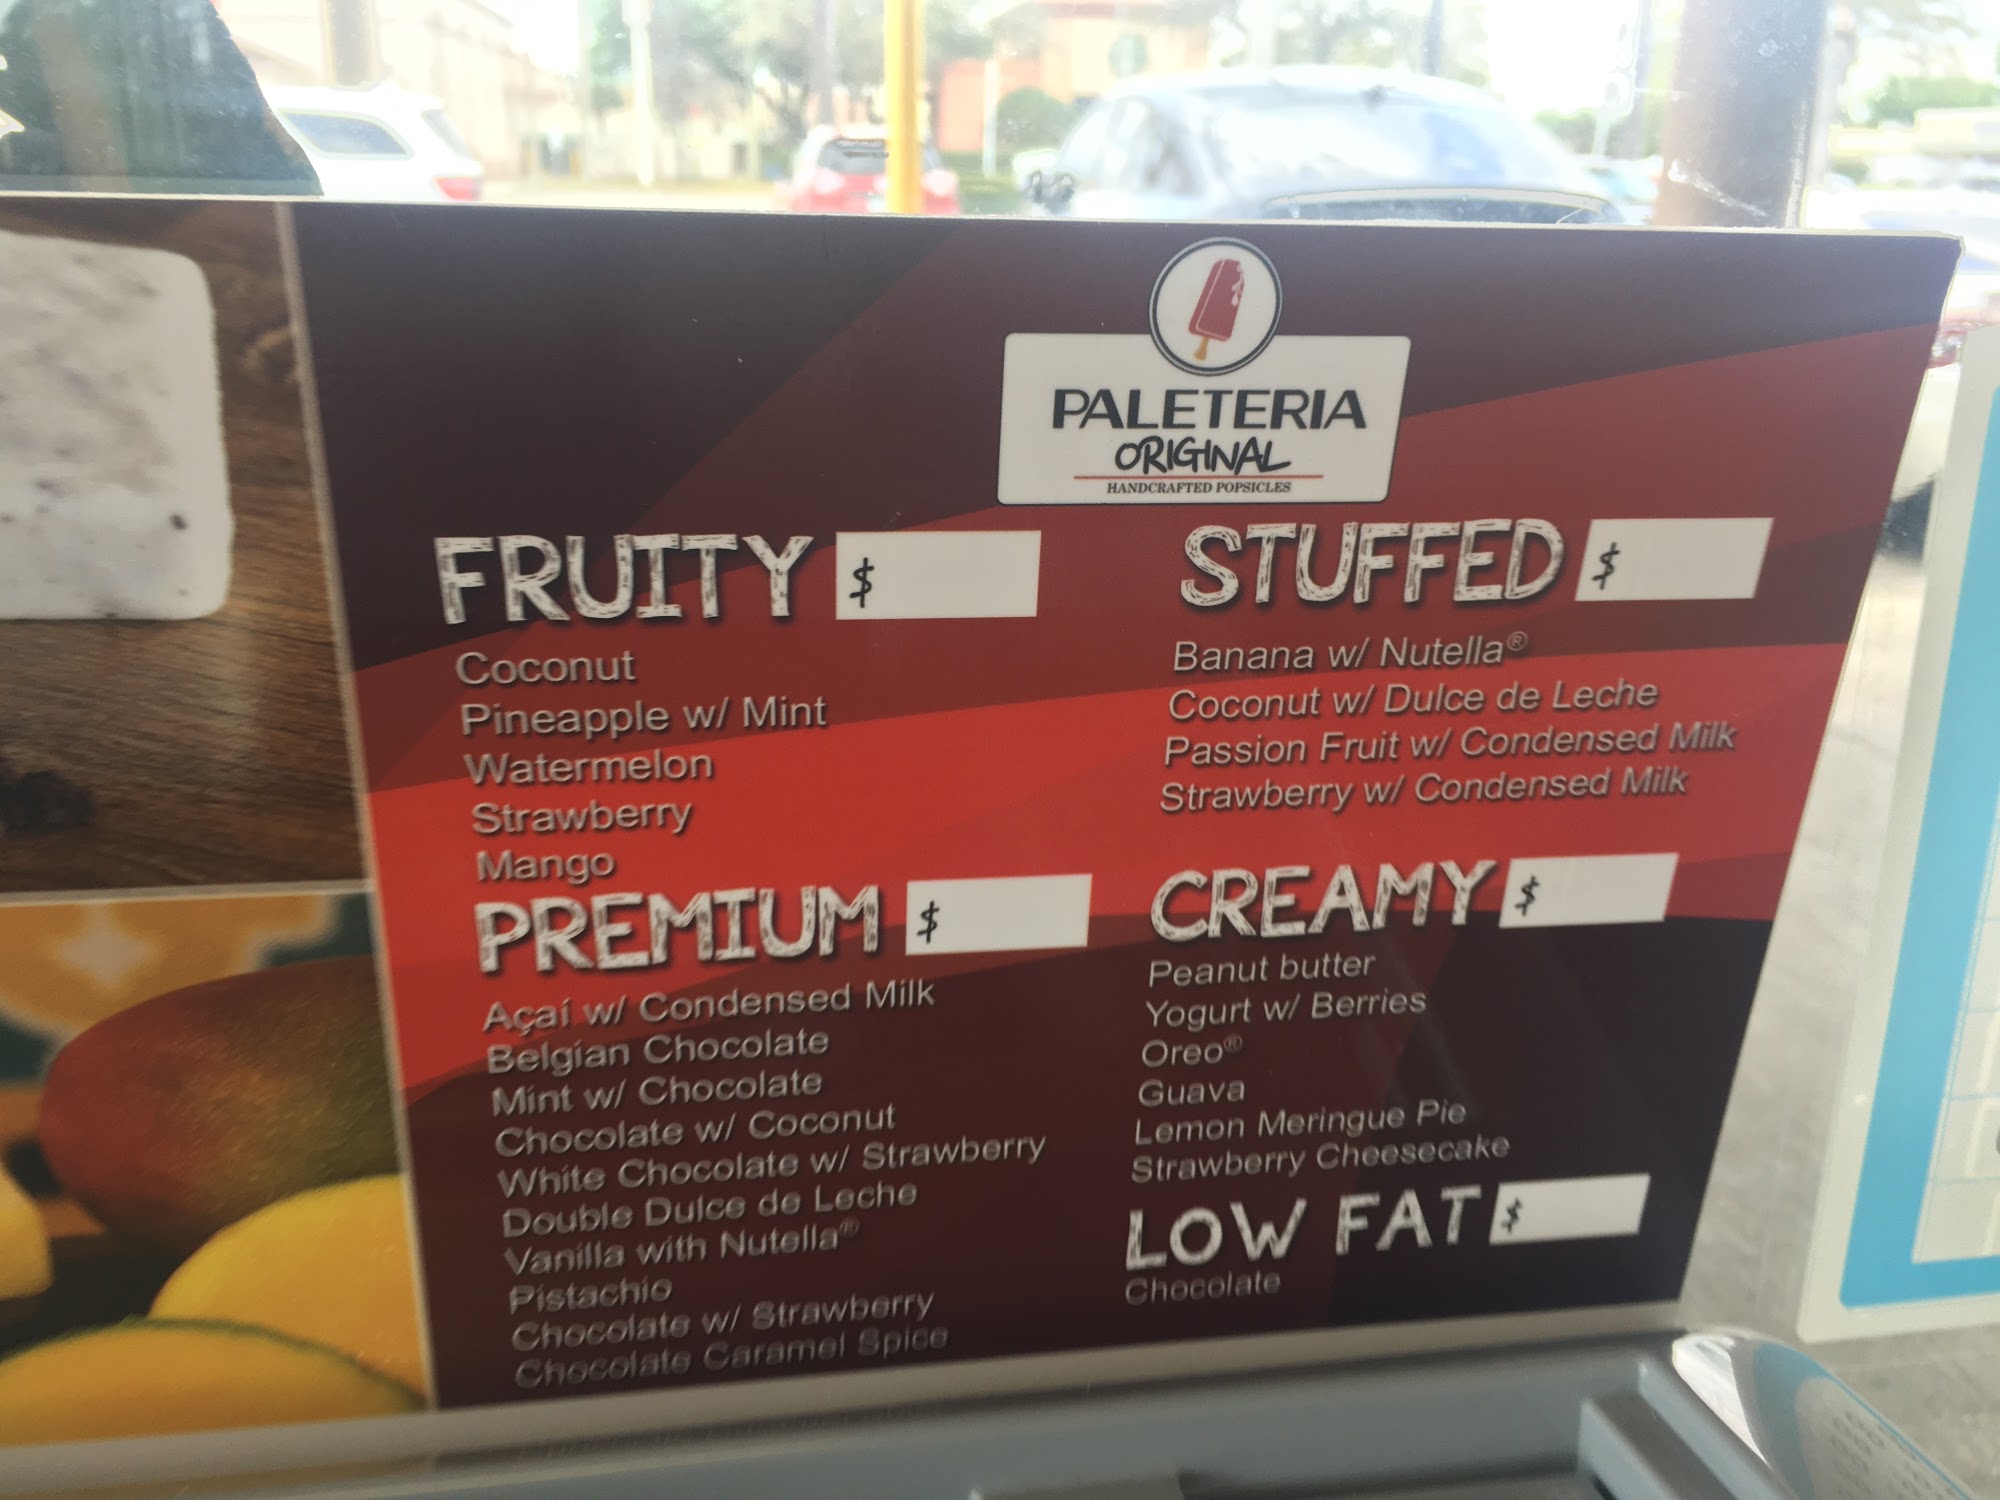 PALETERIA
ORIGINAL
HANDCRAFTED POPSICLES
FRUITY $
Coconut
Pineapple w/ Mint
Watermelon
Strawberry
Mango
PREMIUM $
Açaí w/ Condensed Milk
Belgian Chocolate
Mint w/ Chocolate
Chocolate w/ Coconut
White Chocolate w/ Strawberry
Double Dulce de Leche
Vanilla with Nutella®
Pistachio
Chocolate w/ Strawberry
Chocolate Caramel Spice
STUFFED $
Banana w/ Nutella®
Coconut w/ Dulce de Leche
Passion Fruit w/ Condensed Milk
Strawberry w/ Condensed Milk
CREAMY $
Peanut butter
Yogurt w/ Berries
Oreo®
Guava
Lemon Meringue Pie
Strawberry Cheesecake
LOW FAT $
Chocolate